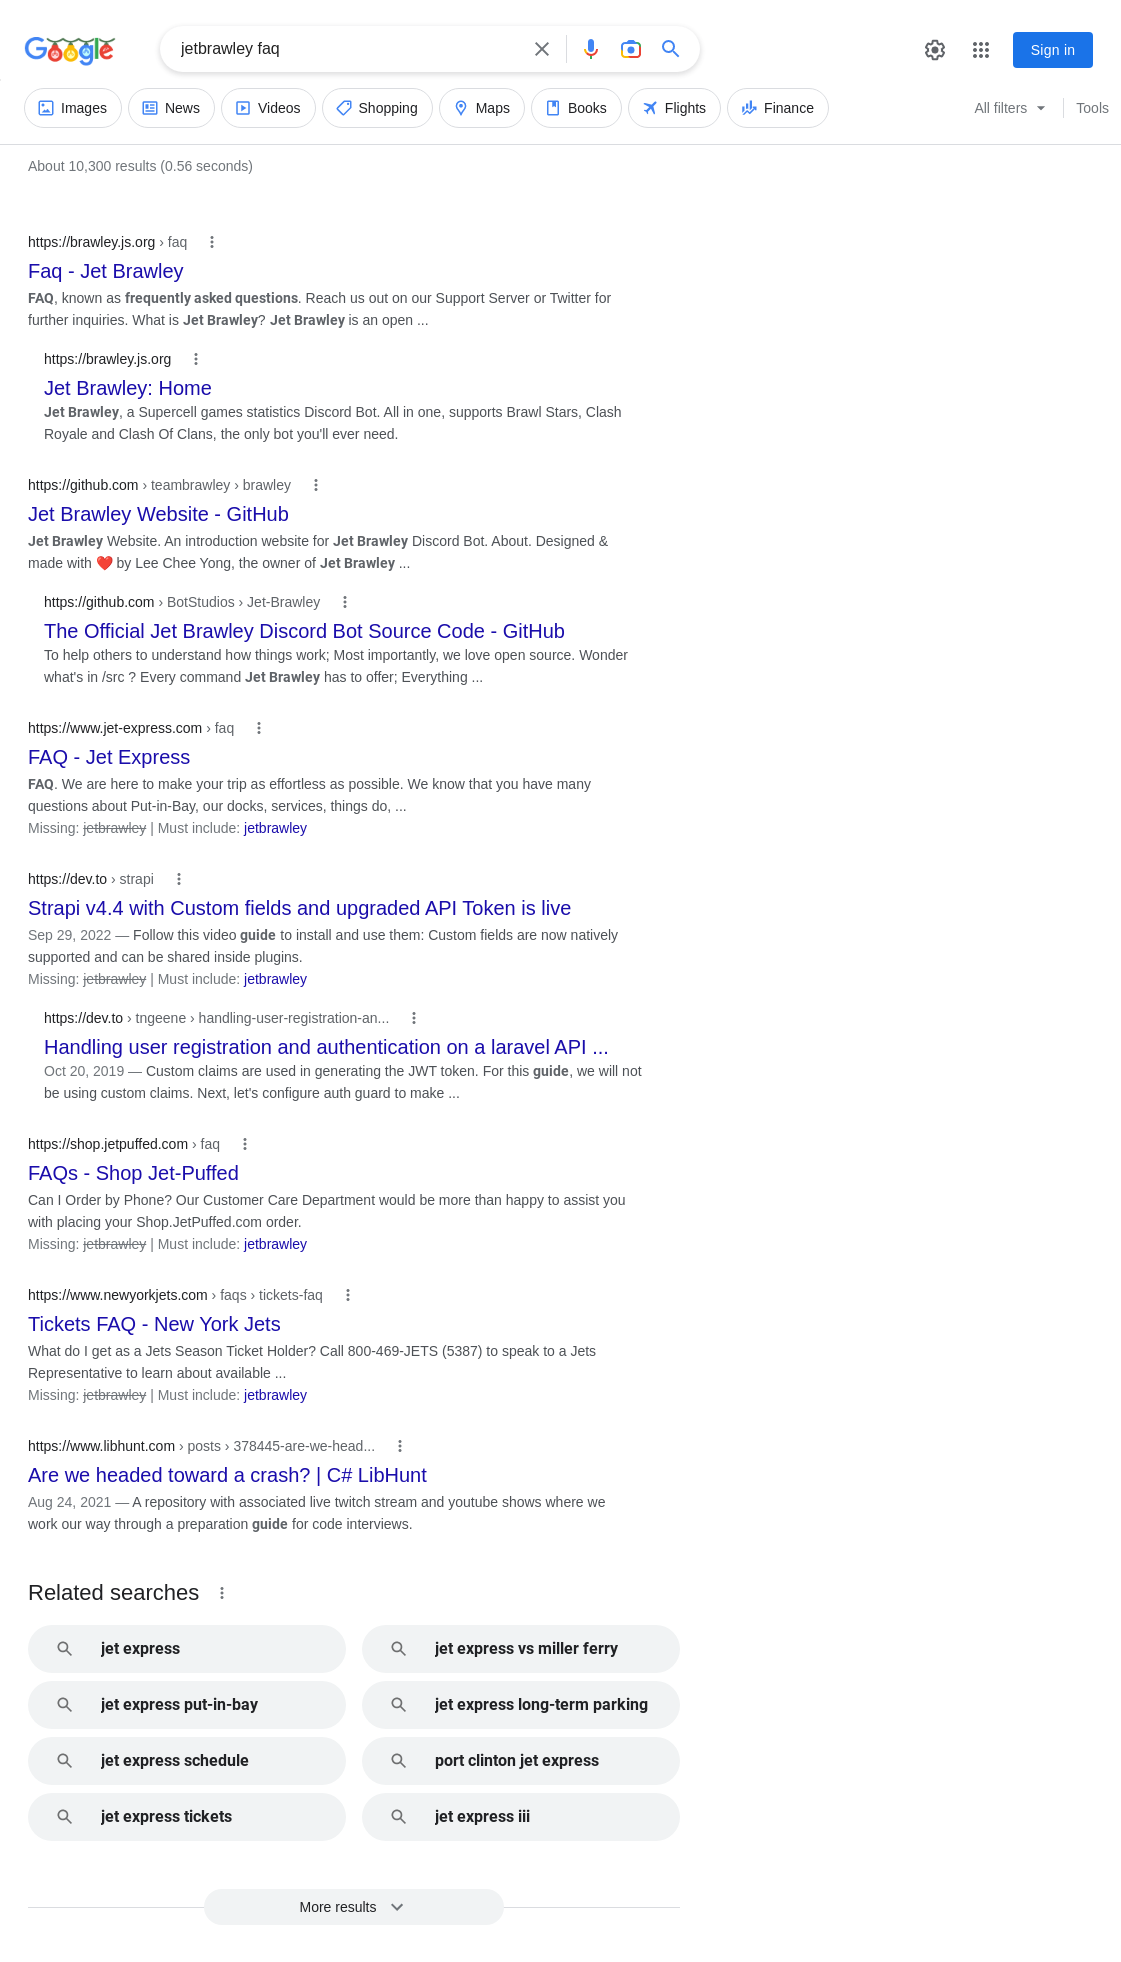 Google
jetbrawley faq
Sign in
Images
News
Videos
Shopping
Maps
Books
Flights
Finance
All filters
Tools
About 10,300 results (0.56 seconds)
https://brawley.js.org › faq
Faq - Jet Brawley
FAQ, known as frequently asked questions. Reach us out on our Support Server or Twitter for
further inquiries. What is Jet Brawley? Jet Brawley is an open ...
https://brawley.js.org
Jet Brawley: Home
Jet Brawley, a Supercell games statistics Discord Bot. All in one, supports Brawl Stars, Clash
Royale and Clash Of Clans, the only bot you'll ever need.
https://github.com › teambrawley › brawley
Jet Brawley Website - GitHub
Jet Brawley Website. An introduction website for Jet Brawley Discord Bot. About. Designed &
made with ❤️ by Lee Chee Yong, the owner of Jet Brawley ...
https://github.com › BotStudios › Jet-Brawley
The Official Jet Brawley Discord Bot Source Code - GitHub
To help others to understand how things work; Most importantly, we love open source. Wonder
what's in /src ? Every command Jet Brawley has to offer; Everything ...
https://www.jet-express.com › faq
FAQ - Jet Express
FAQ. We are here to make your trip as effortless as possible. We know that you have many
questions about Put-in-Bay, our docks, services, things do, ...
Missing: jetbrawley | Must include: jetbrawley
https://dev.to › strapi
Strapi v4.4 with Custom fields and upgraded API Token is live
Sep 29, 2022 — Follow this video guide to install and use them: Custom fields are now natively
supported and can be shared inside plugins.
Missing: jetbrawley | Must include: jetbrawley
https://dev.to › tngeene › handling-user-registration-an...
Handling user registration and authentication on a laravel API ...
Oct 20, 2019 — Custom claims are used in generating the JWT token. For this guide, we will not
be using custom claims. Next, let's configure auth guard to make ...
https://shop.jetpuffed.com › faq
FAQs - Shop Jet-Puffed
Can I Order by Phone? Our Customer Care Department would be more than happy to assist you
with placing your Shop.JetPuffed.com order.
Missing: jetbrawley | Must include: jetbrawley
https://www.newyorkjets.com › faqs › tickets-faq
Tickets FAQ - New York Jets
What do I get as a Jets Season Ticket Holder? Call 800-469-JETS (5387) to speak to a Jets
Representative to learn about available ...
Missing: jetbrawley | Must include: jetbrawley
https://www.libhunt.com › posts › 378445-are-we-head...
Are we headed toward a crash? | C# LibHunt
Aug 24, 2021 — A repository with associated live twitch stream and youtube shows where we
work our way through a preparation guide for code interviews.
Related searches
jet express
jet express vs miller ferry
jet express put-in-bay
jet express long-term parking
jet express schedule
port clinton jet express
jet express tickets
jet express iii
More results